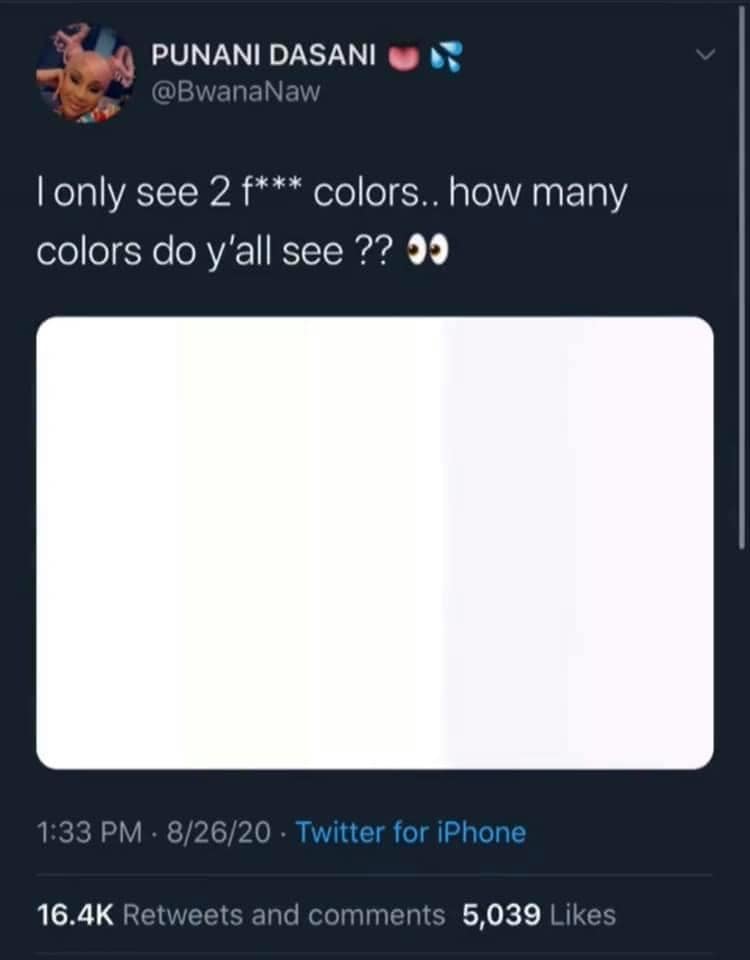 PUNANI DASANI 👅 💦
@BwanaNaw
I only see 2 f*** colors.. how many
colors do y'all see ?? 👀
1:33 PM · 8/26/20 · Twitter for iPhone
16.4K Retweets and comments 5,039 Likes